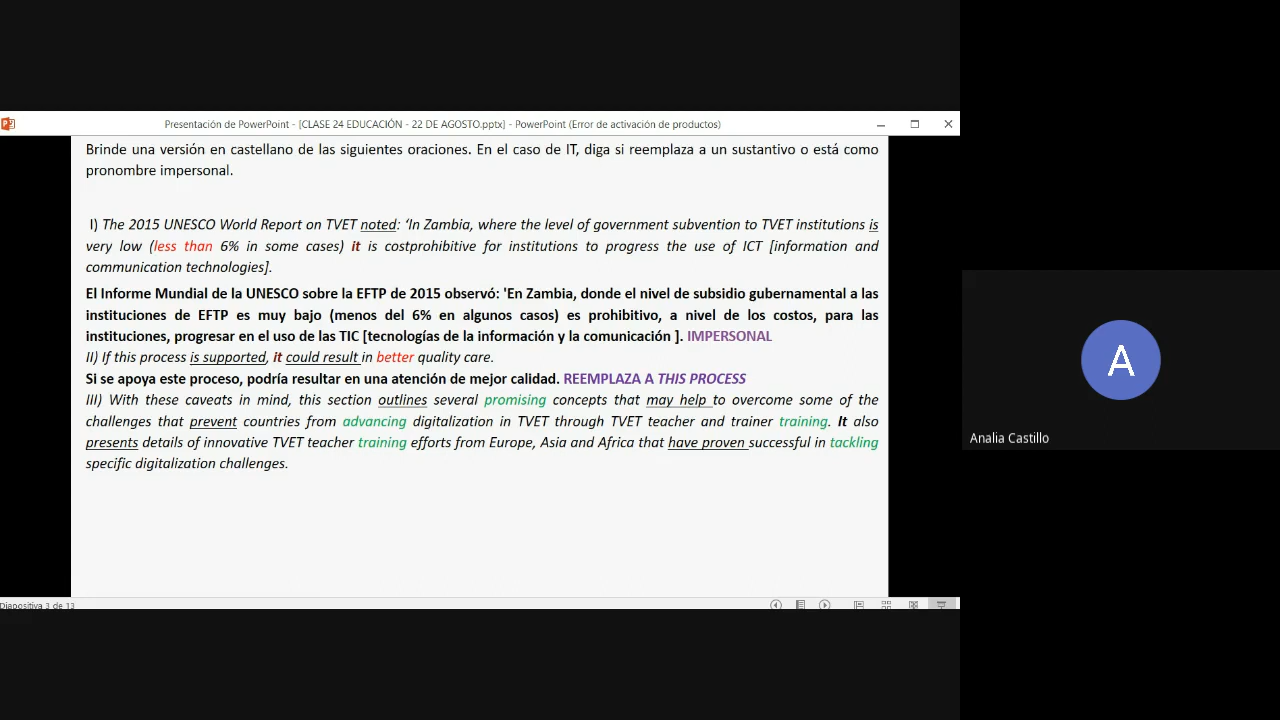 Presentación de PowerPoint - [CLASE 24 EDUCACIÓN - 22 DE AGOSTO.pptx] - PowerPoint (Error de activación de productos)
Brinde una versión en castellano de las siguientes oraciones. En el caso de IT, diga si reemplaza a un sustantivo o está como
pronombre impersonal.
I) The 2015 UNESCO World Report on TVET noted: ‘In Zambia, where the level of government subvention to TVET institutions is
very low (less than 6% in some cases) it is costprohibitive for institutions to progress the use of ICT [information and
communication technologies].
El Informe Mundial de la UNESCO sobre la EFTP de 2015 observó: 'En Zambia, donde el nivel de subsidio gubernamental a las
instituciones de EFTP es muy bajo (menos del 6% en algunos casos) es prohibitivo, a nivel de los costos, para las
instituciones, progresar en el uso de las TIC [tecnologías de la información y la comunicación ]. IMPERSONAL
II) If this process is supported, it could result in better quality care.
Si se apoya este proceso, podría resultar en una atención de mejor calidad. REEMPLAZA A THIS PROCESS
III) With these caveats in mind, this section outlines several promising concepts that may help to overcome some of the
challenges that prevent countries from advancing digitalization in TVET through TVET teacher and trainer training. It also
presents details of innovative TVET teacher training efforts from Europe, Asia and Africa that have proven successful in tackling
specific digitalization challenges.
A
Analia Castillo
Diapositiva 3 de 13